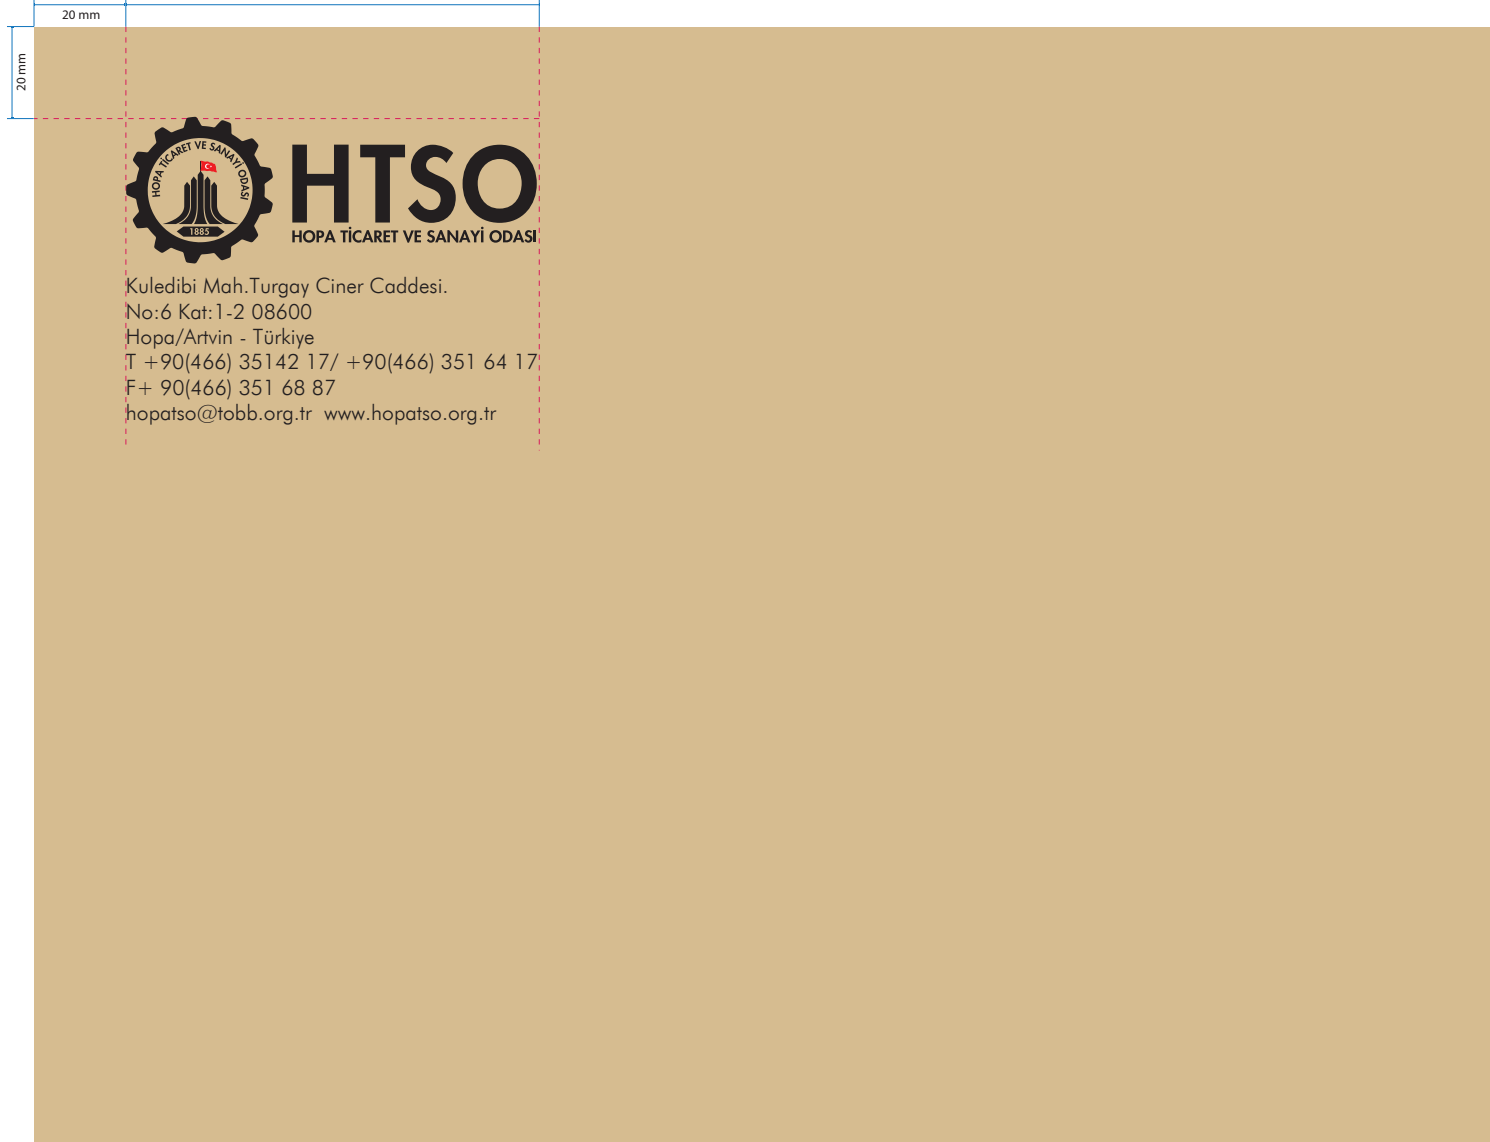 20 mm
20 mm
HOPA TİCARET VE SANAYİ ODASI
1885
HTSO
HOPA TİCARET VE SANAYİ ODASI
Kuledibi Mah.Turgay Ciner Caddesi.
No:6 Kat:1-2 08600
Hopa/Artvin - Türkiye
T +90(466) 35142 17/ +90(466) 351 64 17
F+ 90(466) 351 68 87
hopatso@tobb.org.tr www.hopatso.org.tr